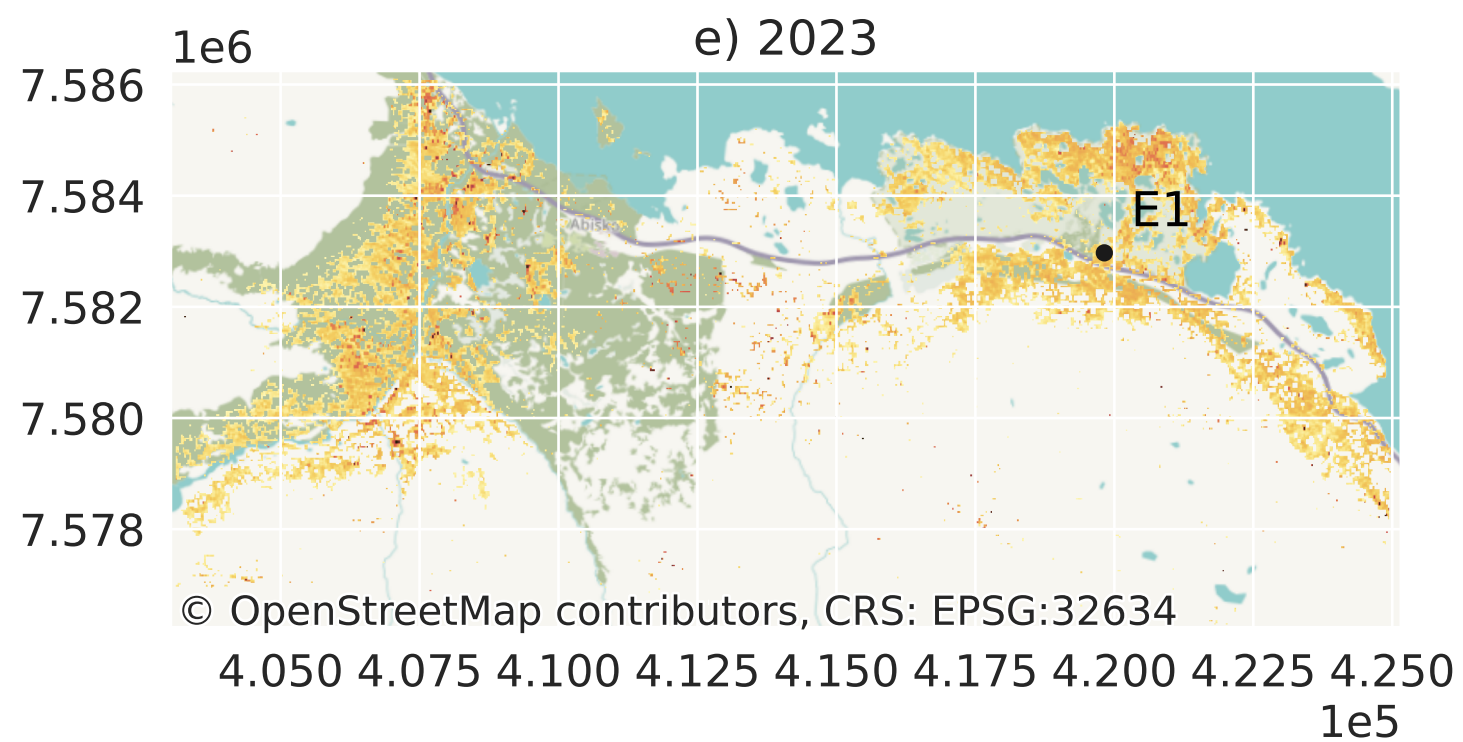 e) 2023
1e6
7.586
7.584
7.582
7.580
7.578
Abisko
E1
© OpenStreetMap contributors, CRS: EPSG:32634
4.050 4.075 4.100 4.125 4.150 4.175 4.200 4.225 4.250
1e5